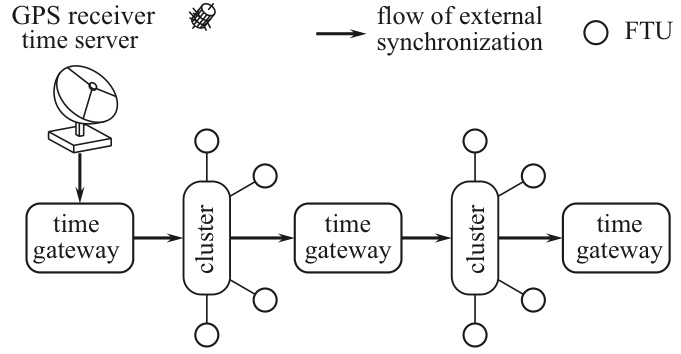 GPS receiver
time server
flow of external
synchronization
FTU
time
gateway
cluster
time
gateway
cluster
time
gateway